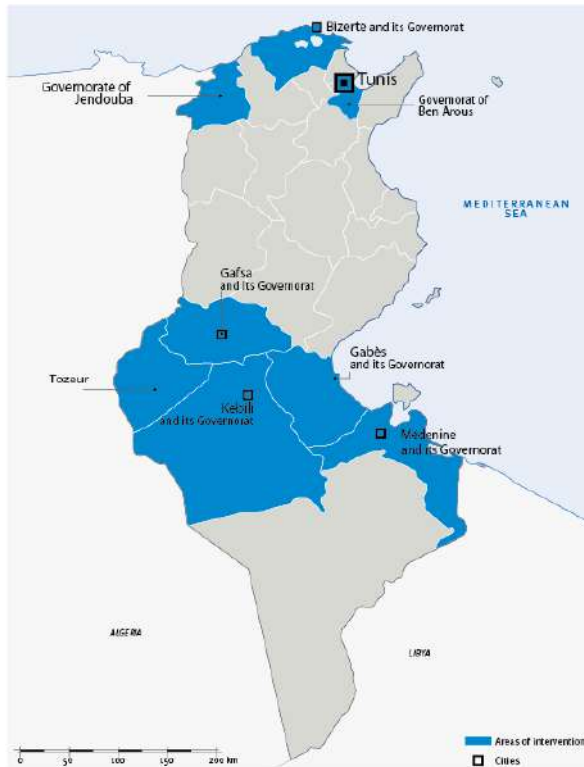 Bizerte and its Governorat
Governorate of
Jendouba
Tunis
Governorat of
Ben Arous
MEDITERRANEAN
SEA
Gafsa
and its Governorat
Gabès
and its Governorat
Tozeur
Kebili
and its Governorat
Medenine
and its Governorat
ALGERIA
LIBYA
0 50 100 150 200 km
Areas of intervention
Cities